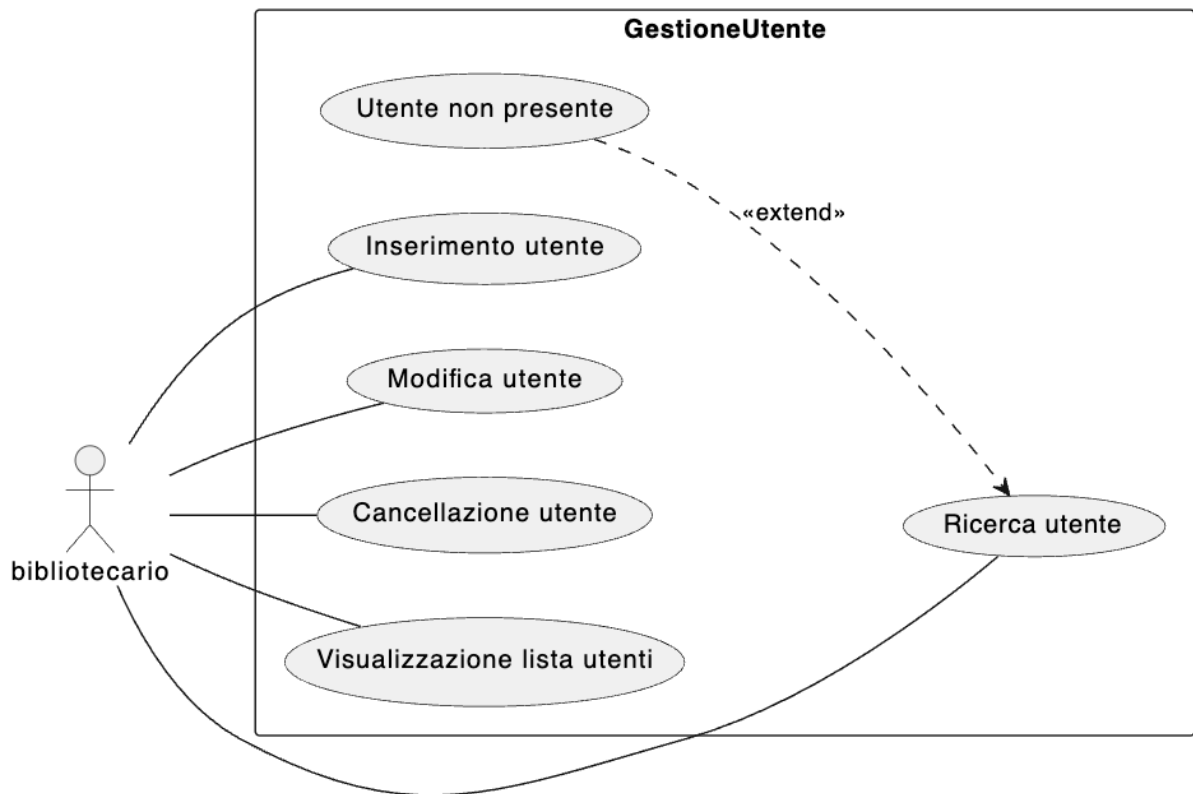 GestioneUtente
Utente non presente
«extend»
Inserimento utente
Modifica utente
Cancellazione utente
Ricerca utente
bibliotecario
Visualizzazione lista utenti